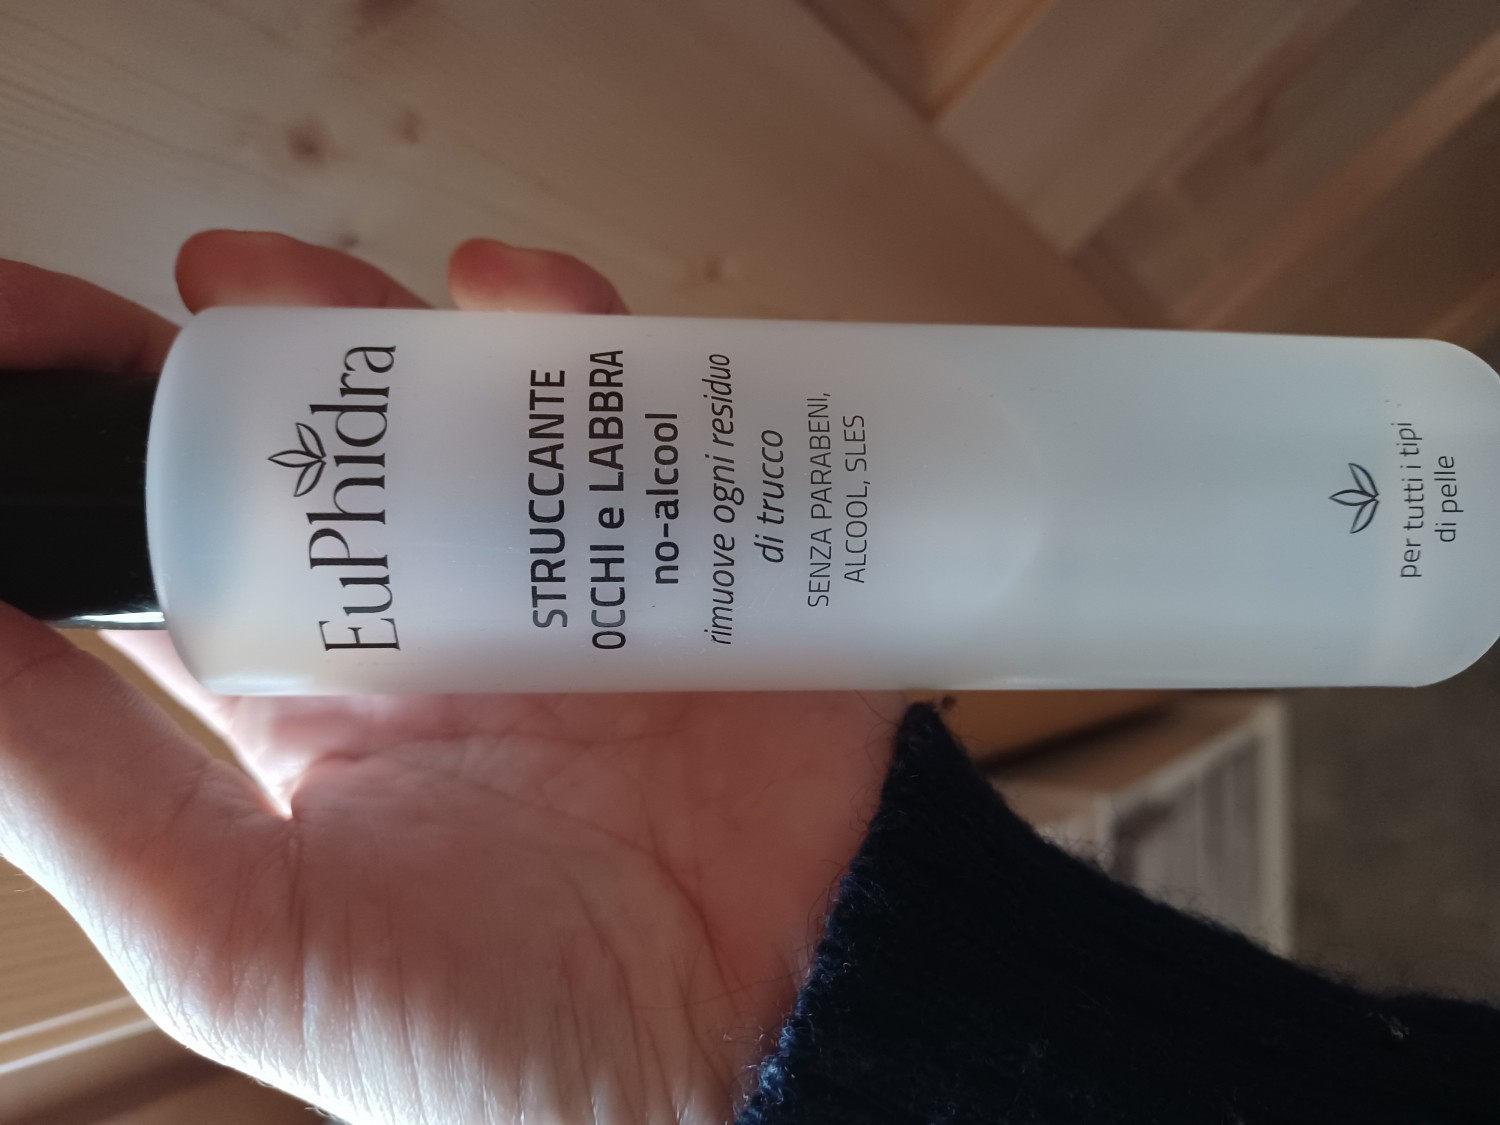 EuPhidra
STRUCCANTE
OCCHI e LABBRA
no-alcool
rimuove ogni residuo
di trucco
SENZA PARABENI,
ALCOOL, SLES
per tutti i tipi
di pelle